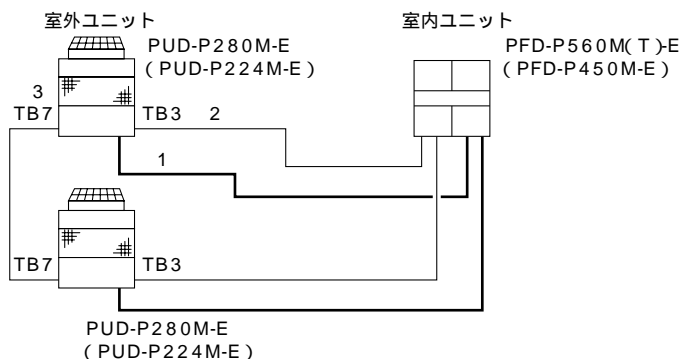 室外ユニット
PUD-P280M-E
(PUD-P224M-E)
室内ユニット
PFD-P560M(T)-E
(PFD-P450M-E)
3
TB7
TB3
2
1
TB7
TB3
PUD-P280M-E
(PUD-P224M-E)